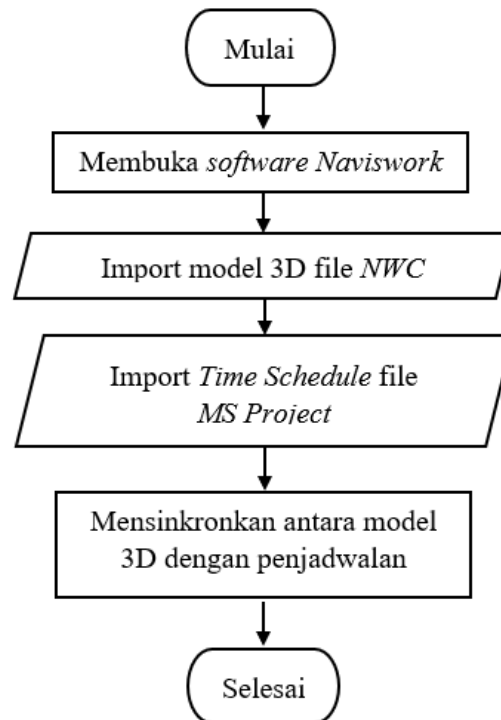 Mulai
Membuka software Naviswork
Import model 3D file NWC
Import Time Schedule file
MS Project
Mensinkronkan antara model
3D dengan penjadwalan
Selesai